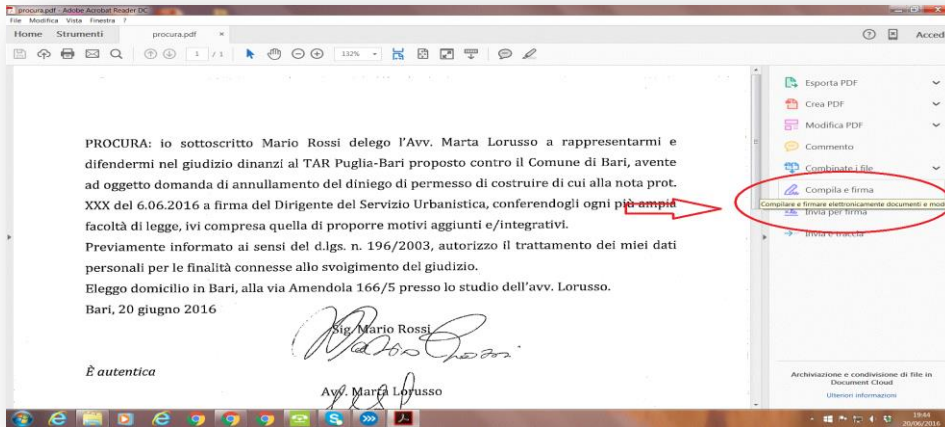 procura.pdf - Adobe Acrobat Reader DC
File Modifica Vista Finestra ?
Home Strumenti procura.pdf × Accedi
1 / 1 132%
PROCURA: io sottoscritto Mario Rossi delego l'Avv. Marta Lorusso a rappresentarmi e
difendermi nel giudizio dinanzi al TAR Puglia-Bari proposto contro il Comune di Bari, avente
ad oggetto domanda di annullamento del diniego di permesso di costruire di cui alla nota prot.
XXX del 6.06.2016 a firma del Dirigente del Servizio Urbanistica, conferendogli ogni più ampia
facoltà di legge, ivi compresa quella di proporre motivi aggiunti e/integrativi.
Previamente informato ai sensi del d.lgs. n. 196/2003, autorizzo il trattamento dei miei dati
personali per le finalità connesse allo svolgimento del giudizio.
Eleggo domicilio in Bari, alla via Amendola 166/5 presso lo studio dell'avv. Lorusso.
Bari, 20 giugno 2016
Sig. Mario Rossi
È autentica
Avv. Marta Lorusso
Esporta PDF
Crea PDF
Modifica PDF
Commento
Combinate i file
Compila e firma
Compilare e firmare elettronicamente documenti e mod
Invia per firma
Invia e traccia
Archiviazione e condivisione di file in
Document Cloud
Ulteriori informazioni
19:44
20/06/2016